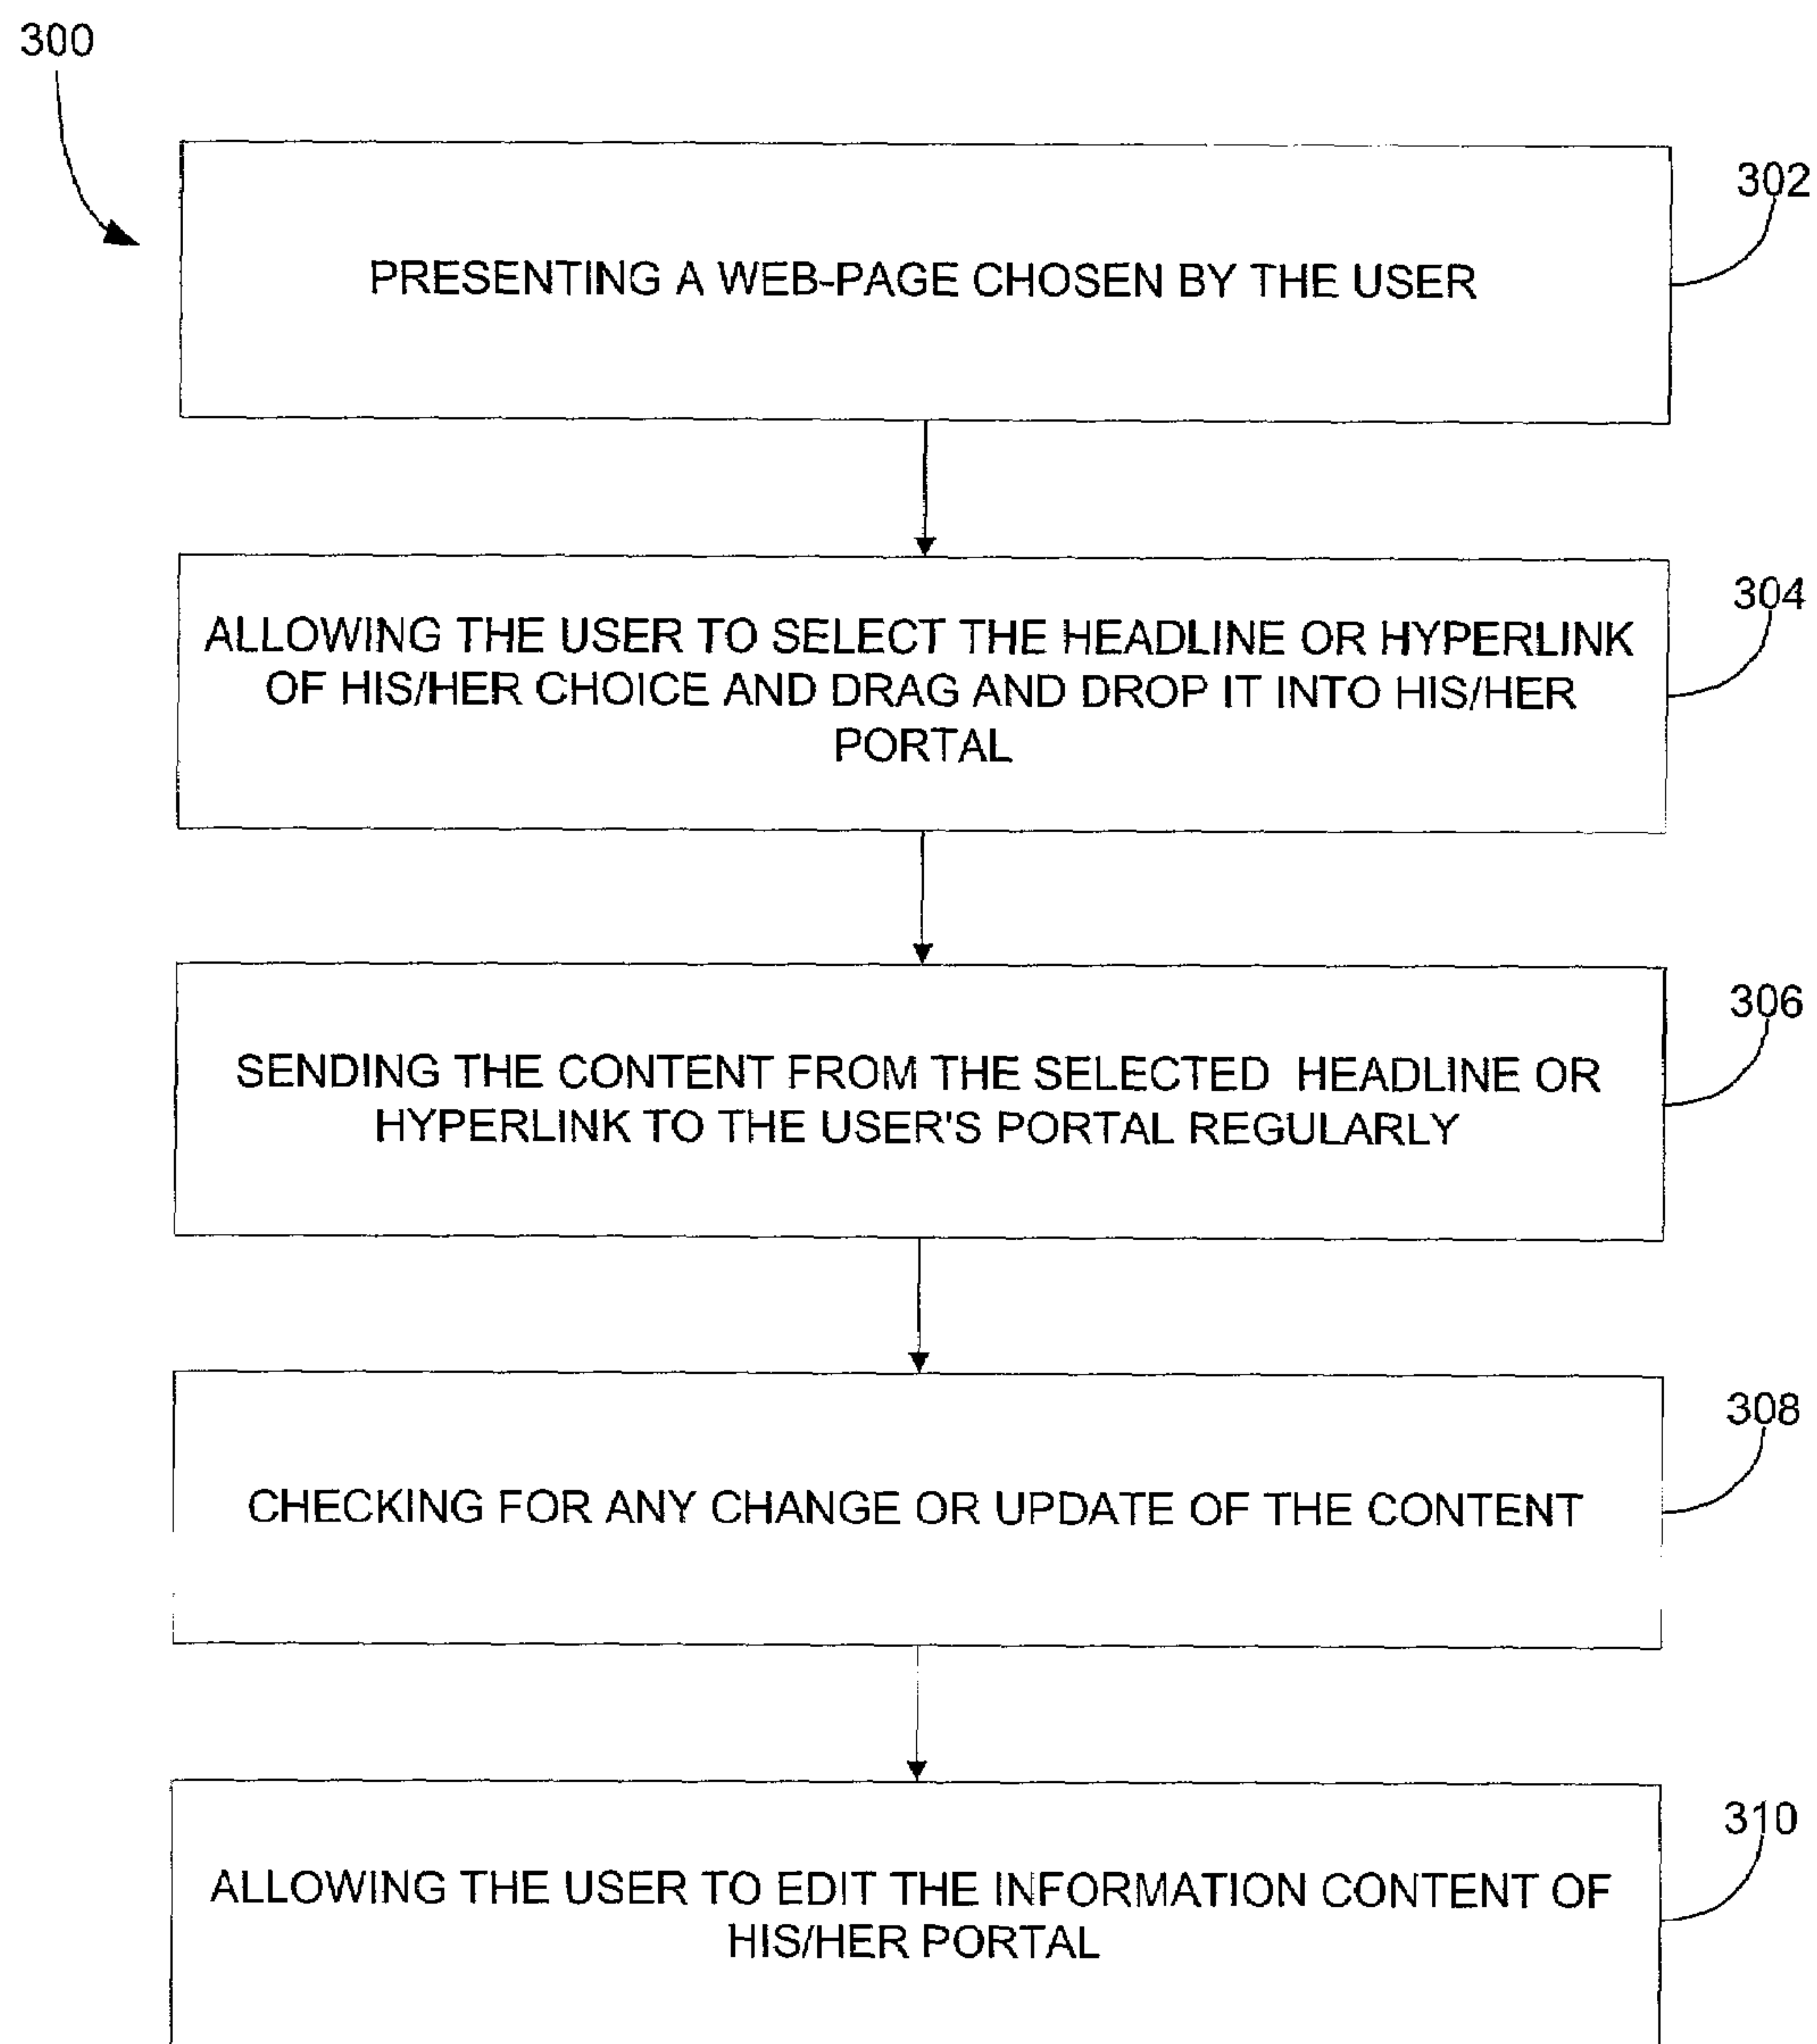 300
302
PRESENTING A WEB-PAGE CHOSEN BY THE USER
304
ALLOWING THE USER TO SELECT THE HEADLINE OR HYPERLINK
OF HIS/HER CHOICE AND DRAG AND DROP IT INTO HIS/HER
PORTAL
306
SENDING THE CONTENT FROM THE SELECTED HEADLINE OR
HYPERLINK TO THE USER'S PORTAL REGULARLY
308
CHECKING FOR ANY CHANGE OR UPDATE OF THE CONTENT
310
ALLOWING THE USER TO EDIT THE INFORMATION CONTENT OF
HIS/HER PORTAL